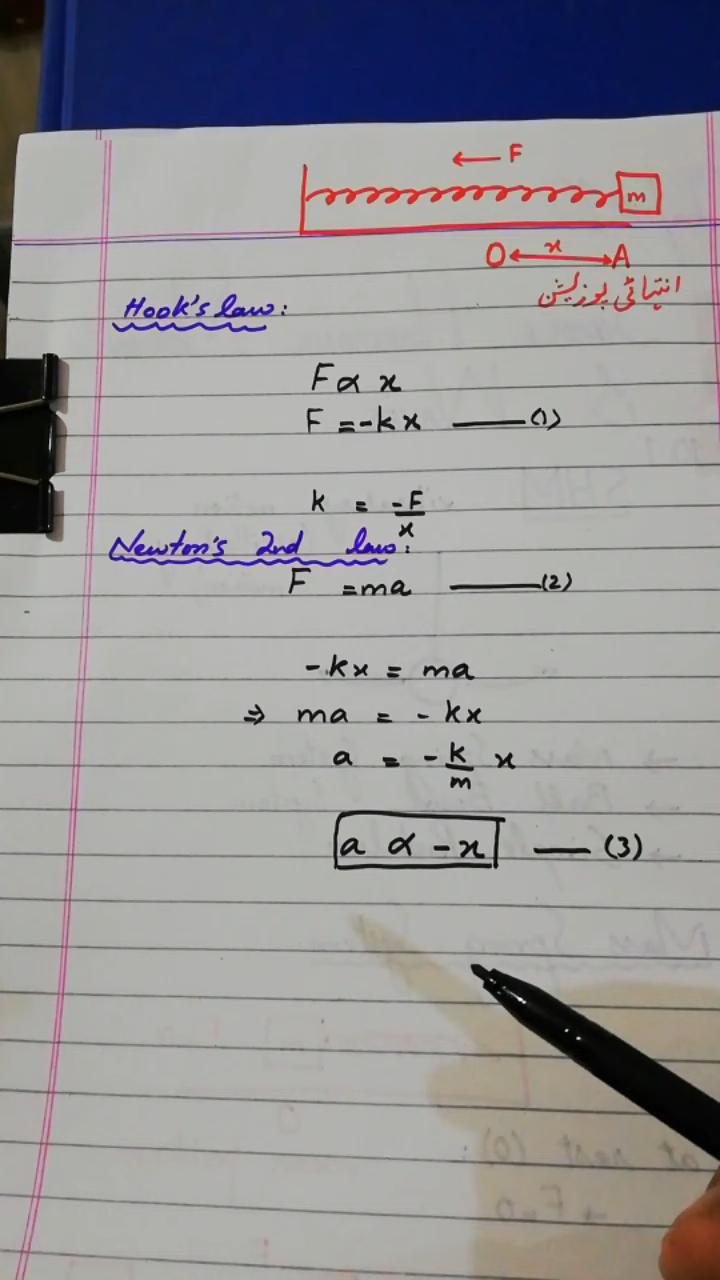 ← F
m
O ↔ x A
انتہائی پوزیشن
Hook's law:
F ∝ x
F = -kx —— (1)
k = -F/x
Newton's 2nd law:
F = ma —— (2)
-kx = ma
⇒ ma = - kx
a = - k/m x
a ∝ - x —— (3)